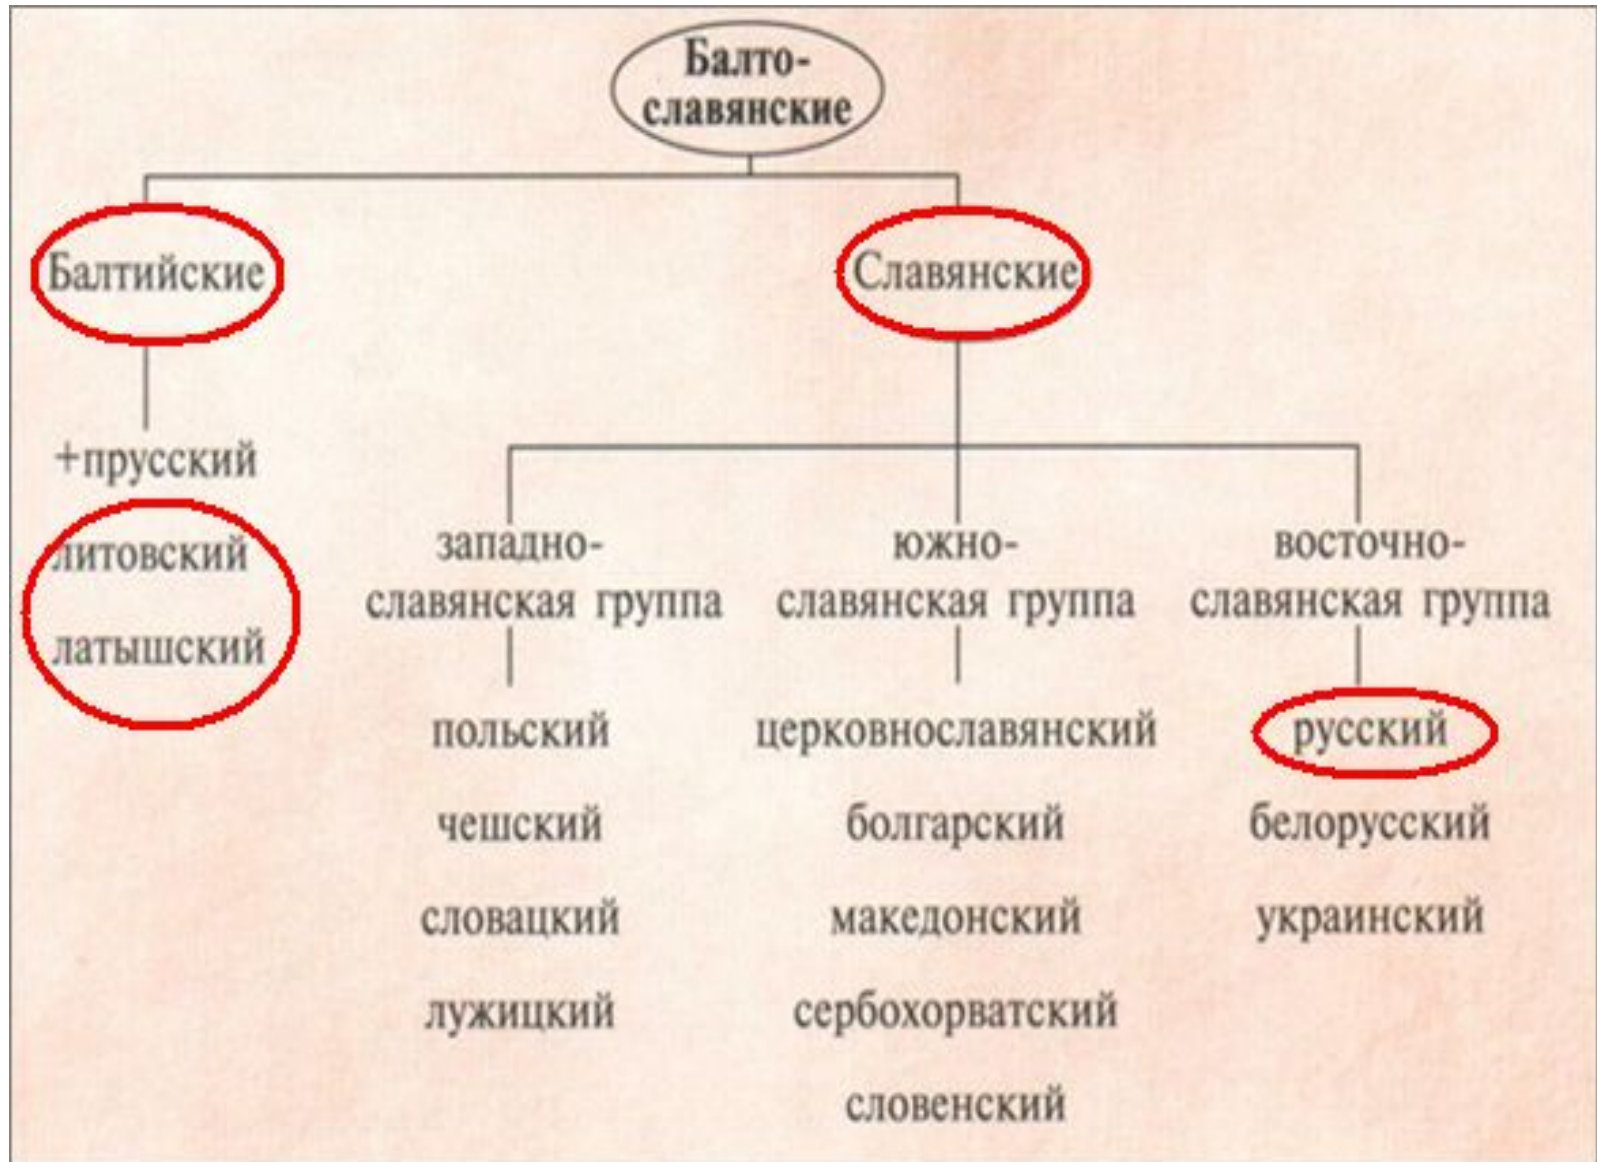 Балто-
славянские
Балтийские
Славянские
+прусский
литовский
латышский
западно-
славянская группа
польский
чешский
словацкий
лужицкий
южно-
славянская группа
церковнославянский
болгарский
македонский
сербохорватский
словенский
восточно-
славянская группа
русский
белорусский
украинский